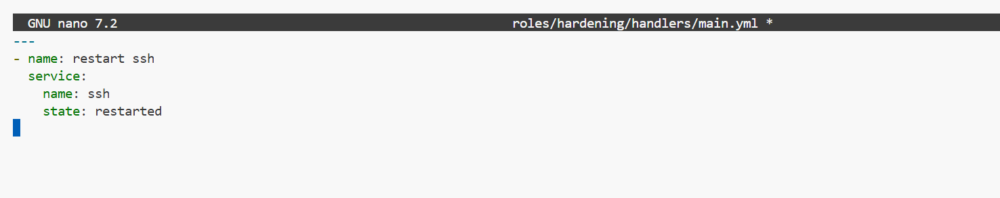 GNU nano 7.2 roles/hardening/handlers/main.yml *
---
- name: restart ssh
  service:
    name: ssh
    state: restarted